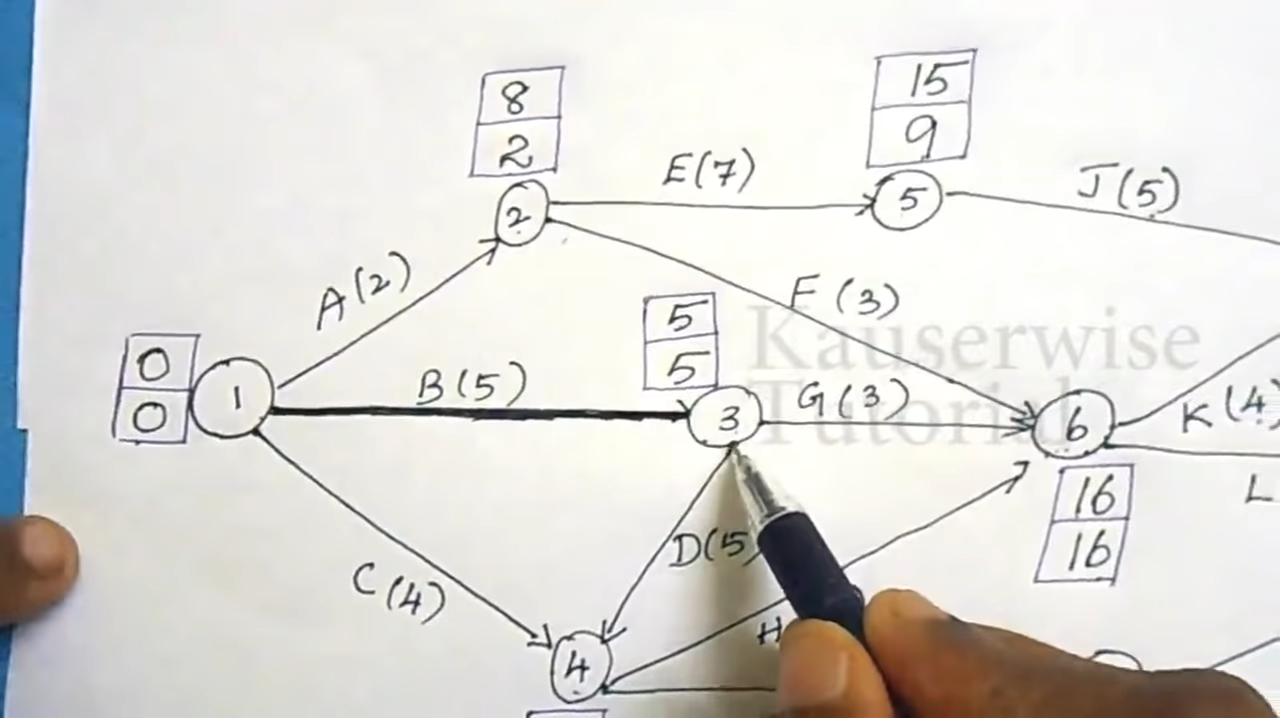 8
2
15
9
E(7)
2
5
J(5)
A(2)
F(3)
5
5
Kauserwise
Tutorial
0
0
1
B(5)
3
G(3)
6
K(4)
16
16
L
D(5
C(4)
H
4